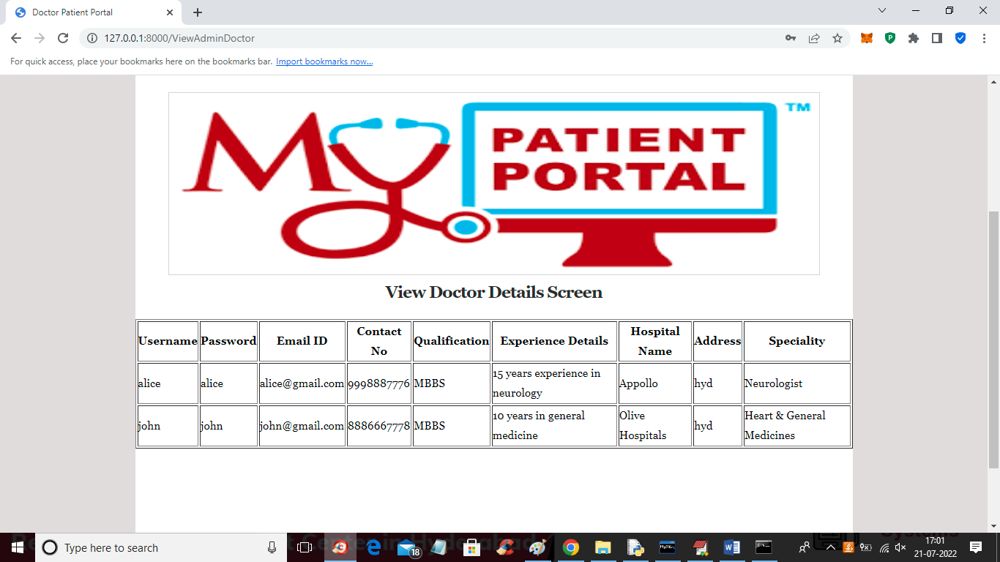 Doctor Patient Portal
127.0.0.1:8000/ViewAdminDoctor
For quick access, place your bookmarks here on the bookmarks bar. Import bookmarks now...
My PATIENT PORTAL TM
View Doctor Details Screen
Username Password Email ID Contact No Qualification Experience Details Hospital Name Address Speciality
alice alice alice@gmail.com 9998887776 MBBS 15 years experience in neurology Appollo hyd Neurologist
john john john@gmail.com 8886667778 MBBS 10 years in general medicine Olive Hospitals hyd Heart & General Medicines
Type here to search
18
17:01
21-07-2022